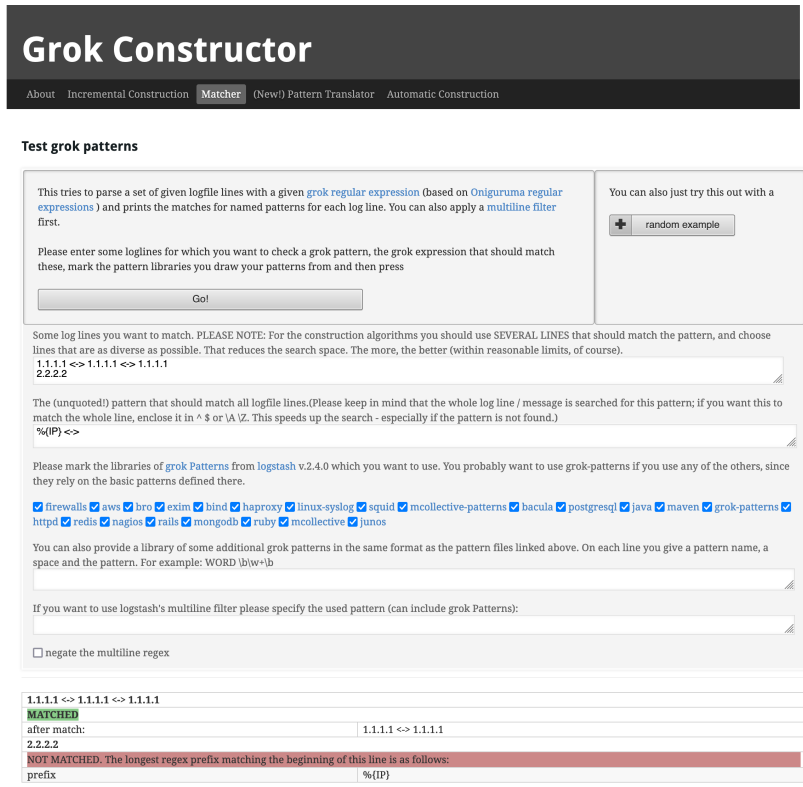 Grok Constructor
About Incremental Construction Matcher (New!) Pattern Translator Automatic Construction
Test grok patterns
This tries to parse a set of given logfile lines with a given grok regular expression (based on Oniguruma regular
expressions ) and prints the matches for named patterns for each log line. You can also apply a multiline filter
first.
Please enter some loglines for which you want to check a grok pattern, the grok expression that should match
these, mark the pattern libraries you draw your patterns from and then press
Go!
You can also just try this out with a
random example
Some log lines you want to match. PLEASE NOTE: For the construction algorithms you should use SEVERAL LINES that should match the pattern, and choose
lines that are as diverse as possible. That reduces the search space. The more, the better (within reasonable limits, of course).
1.1.1.1 <-> 1.1.1.1 <-> 1.1.1.1
2.2.2.2
The (unquoted!) pattern that should match all logfile lines.(Please keep in mind that the whole log line / message is searched for this pattern; if you want this to
match the whole line, enclose it in ^ $ or \A \Z. This speeds up the search - especially if the pattern is not found.)
%{IP} <->
Please mark the libraries of grok Patterns from logstash v.2.4.0 which you want to use. You probably want to use grok-patterns if you use any of the others, since
they rely on the basic patterns defined there.
firewalls aws bro exim bind haproxy linux-syslog squid mcollective-patterns bacula postgresql java maven grok-patterns
httpd redis nagios rails mongodb ruby mcollective junos
You can also provide a library of some additional grok patterns in the same format as the pattern files linked above. On each line you give a pattern name, a
space and the pattern. For example: WORD \b\w+\b
If you want to use logstash's multiline filter please specify the used pattern (can include grok Patterns):
negate the multiline regex
1.1.1.1 <-> 1.1.1.1 <-> 1.1.1.1
MATCHED
after match: 1.1.1.1 <-> 1.1.1.1
2.2.2.2
NOT MATCHED. The longest regex prefix matching the beginning of this line is as follows:
prefix %{IP}